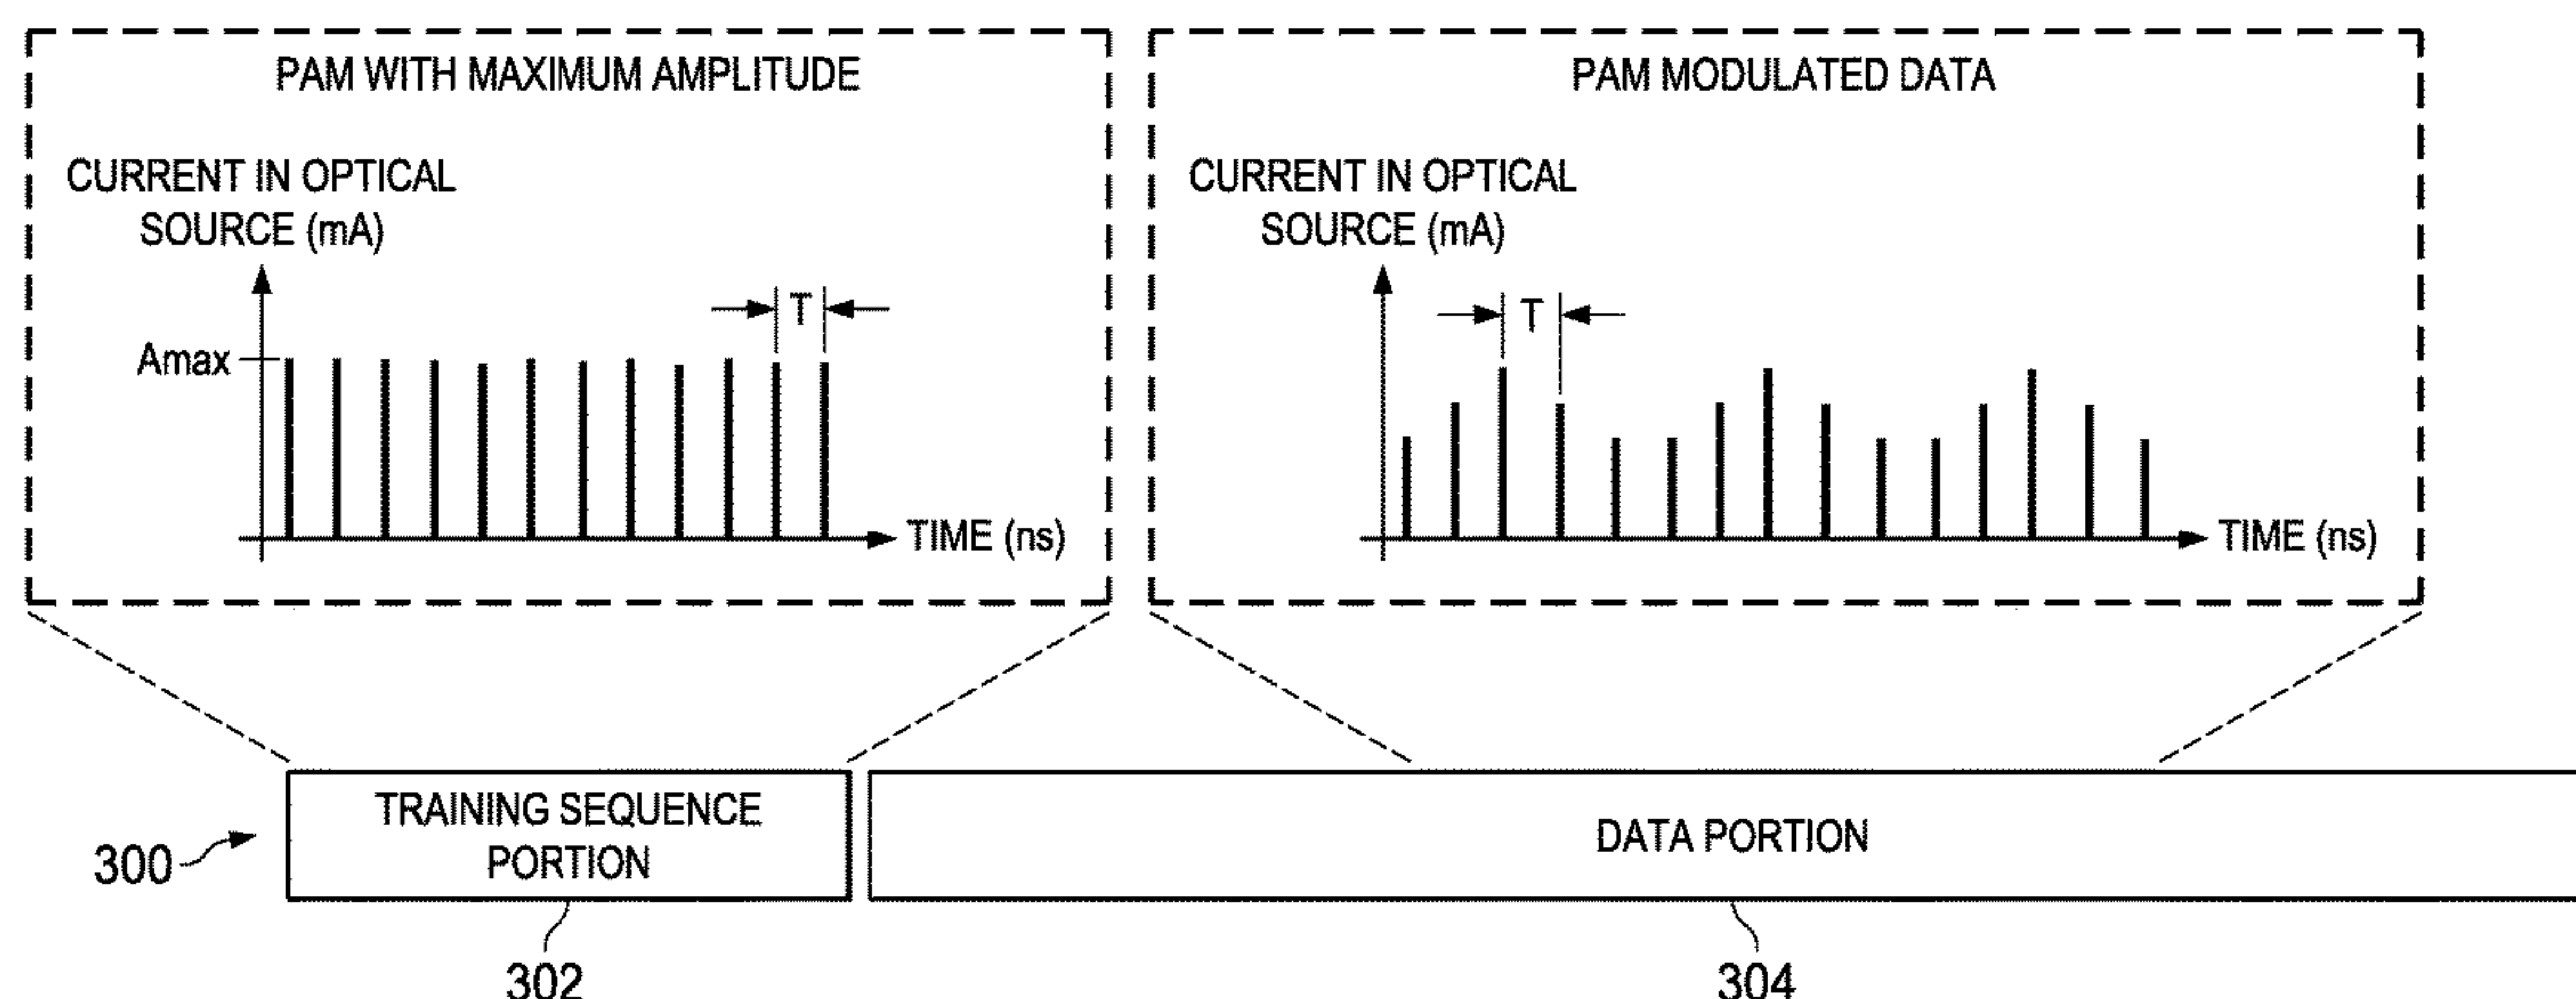 PAM WITH MAXIMUM AMPLITUDE
CURRENT IN OPTICAL
SOURCE (mA)
T
Amax
TIME (ns)
PAM MODULATED DATA
CURRENT IN OPTICAL
SOURCE (mA)
T
TIME (ns)
300
TRAINING SEQUENCE
PORTION
302
DATA PORTION
304